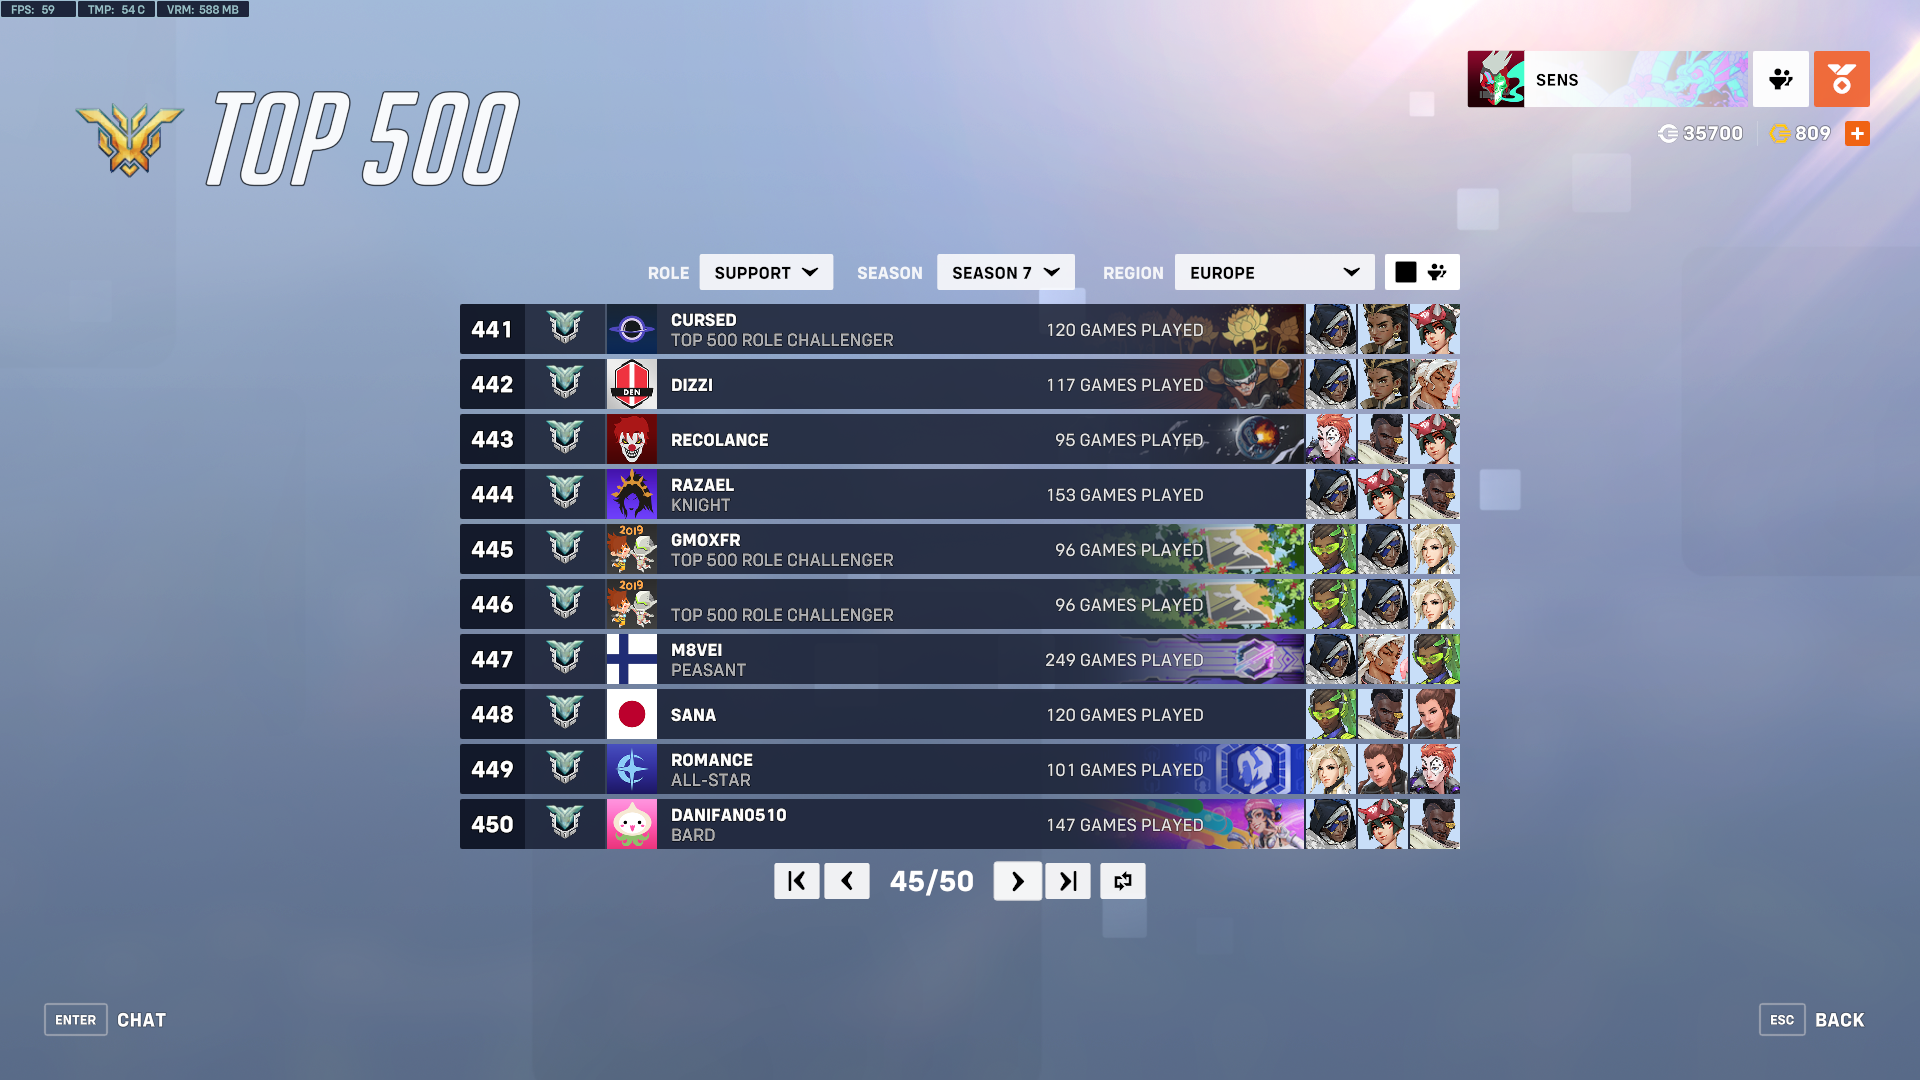 FPS: 59 TMP: 54 C VRM: 588 MB
TOP 500
SENS
35700 809
ROLE SUPPORT SEASON SEASON 7 REGION EUROPE
441 CURSED 120 GAMES PLAYED
TOP 500 ROLE CHALLENGER
442 DEN DIZZI 117 GAMES PLAYED
443 RECOLANCE 95 GAMES PLAYED
444 RAZAEL 153 GAMES PLAYED
KNIGHT
445 2019 GMOXFR 96 GAMES PLAYED
TOP 500 ROLE CHALLENGER
446 2019 96 GAMES PLAYED
TOP 500 ROLE CHALLENGER
447 M8VEI 249 GAMES PLAYED
PEASANT
448 SANA 120 GAMES PLAYED
449 ROMANCE 101 GAMES PLAYED
ALL-STAR
450 DANIFAN0510 147 GAMES PLAYED
BARD
45/50
ENTER CHAT
ESC BACK